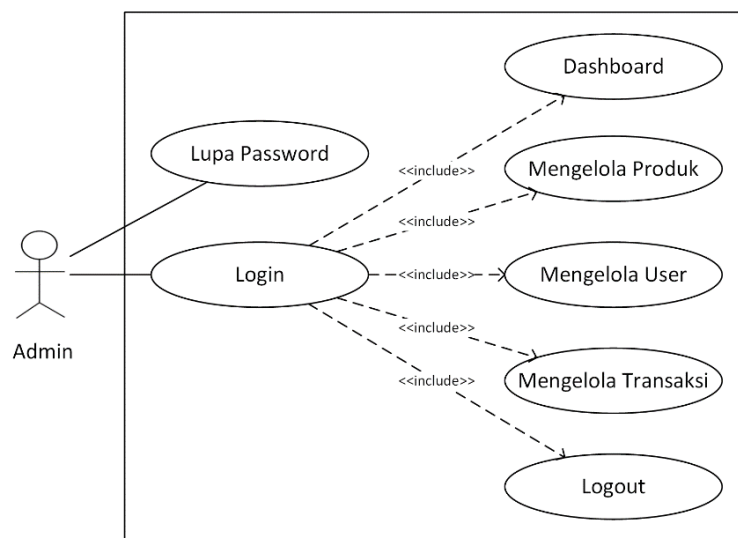 Dashboard
Lupa Password
<<include>>
Mengelola Produk
<<include>>
Login
<<include>>
Mengelola User
Admin
<<include>>
Mengelola Transaksi
<<include>>
Logout